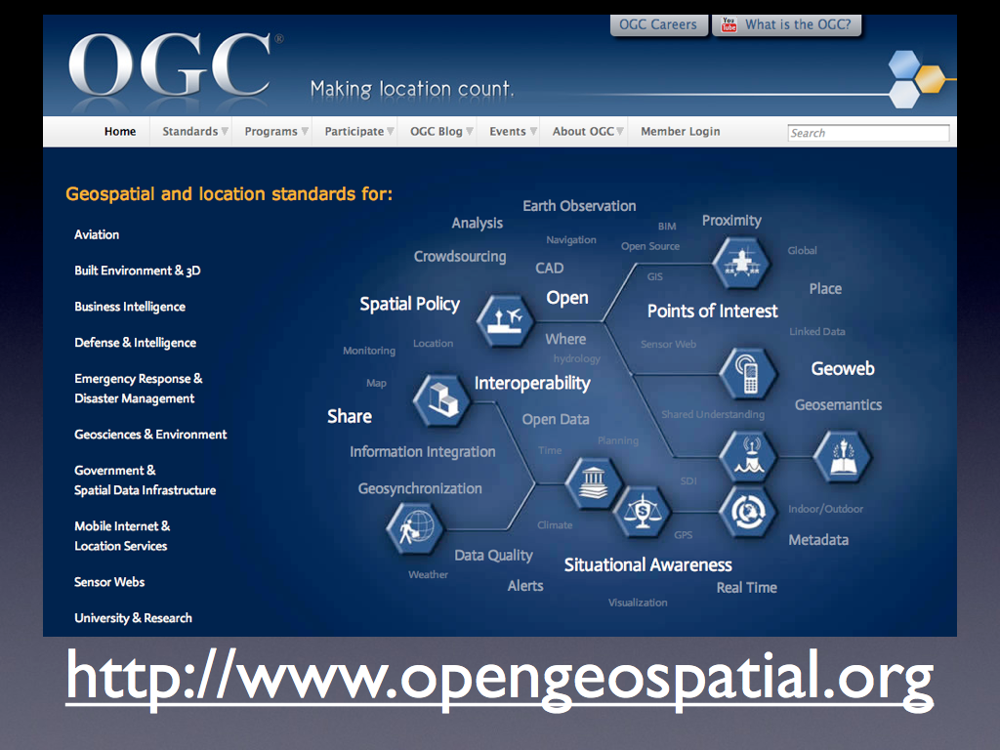 OGC Careers
You Tube What is the OGC?
OGC®
Making location count.
Home Standards Programs Participate OGC Blog Events About OGC Member Login Search
Geospatial and location standards for:
Aviation
Built Environment & 3D
Business Intelligence
Defense & Intelligence
Emergency Response &
Disaster Management
Geosciences & Environment
Government &
Spatial Data Infrastructure
Mobile Internet &
Location Services
Sensor Webs
University & Research
Earth Observation
Analysis
BIM
Proximity
Navigation
Open Source
Global
Crowdsourcing
CAD
GIS
Place
Spatial Policy
Open
Points of Interest
Linked Data
Where
Monitoring
Location
Sensor Web
hydrology
Geoweb
Map
Interoperability
Geosemantics
Share
Open Data
Shared Understanding
Information Integration
Time
Planning
Geosynchronization
SDI
Indoor/Outdoor
Climate
GPS
Metadata
Data Quality
Situational Awareness
Weather
Alerts
Real Time
Visualization
S
http://www.opengeospatial.org